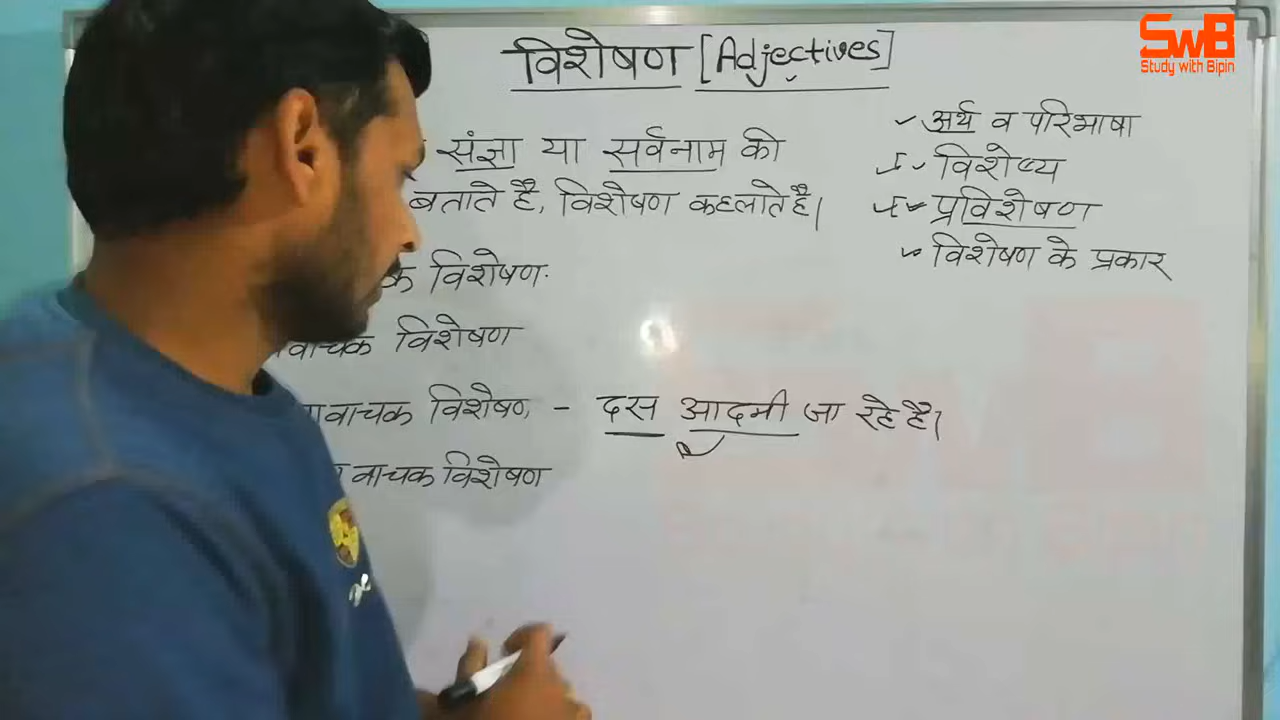 विशेषण [Adjectives]
संज्ञा या सर्वनाम की
बताते है, विशेषण कहलाते है।
क विशेषण
वाचक विशेषण
वाचक विशेषण - दस आदमी जा रहे है।
वाचक विशेषण
अर्थ व परिभाषा
विशेष्य
प्रविशेषण
विशेषण के प्रकार
SwB
Study with Bipin